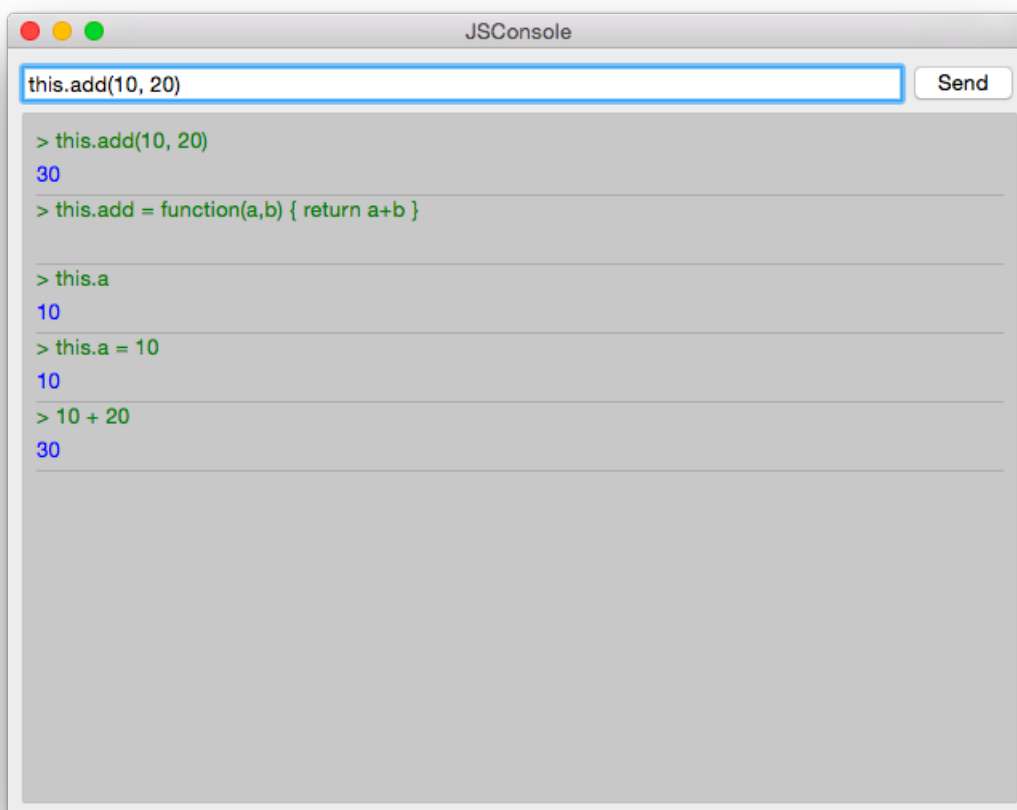 JSConsole
this.add(10, 20)
Send
> this.add(10, 20)
30
> this.add = function(a,b) { return a+b }
> this.a
10
> this.a = 10
10
> 10 + 20
30